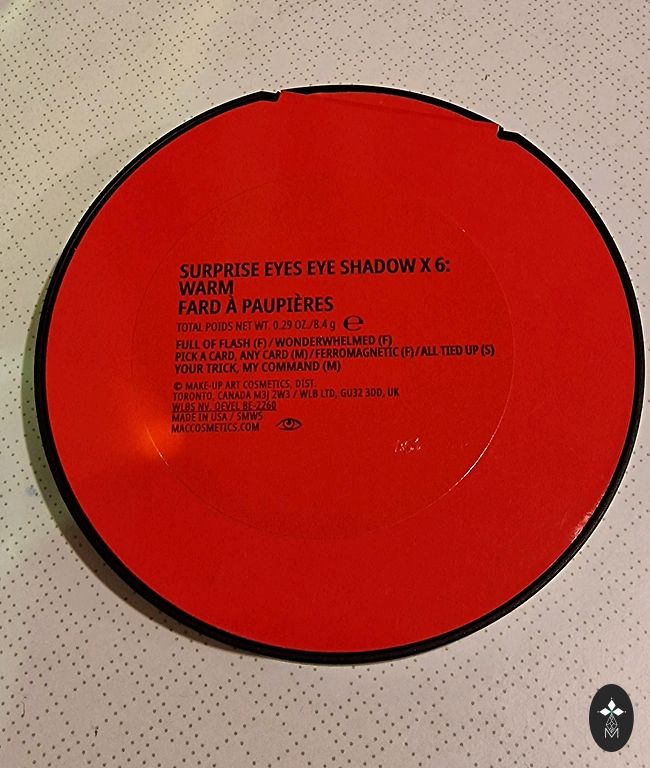 SURPRISE EYES EYE SHADOW X 6:
WARM
FARD À PAUPIÈRES
TOTAL POIDS NET WT. 0.29 OZ./8.4 g ℮
FULL OF FLASH (F)/WONDERWHELMED (F)
PICK A CARD, ANY CARD (M)/FERROMAGNETIC (F)/ALL TIED UP (S)
YOUR TRICK, MY COMMAND (M)
© MAKE-UP ART COSMETICS, DIST.
TORONTO, CANADA M3J 2W3 / WLB LTD, GU32 3DD, UK
WLBS NV. OEVEL BE-2260
MADE IN USA / SMW5
MACCOSMETICS.COM
M